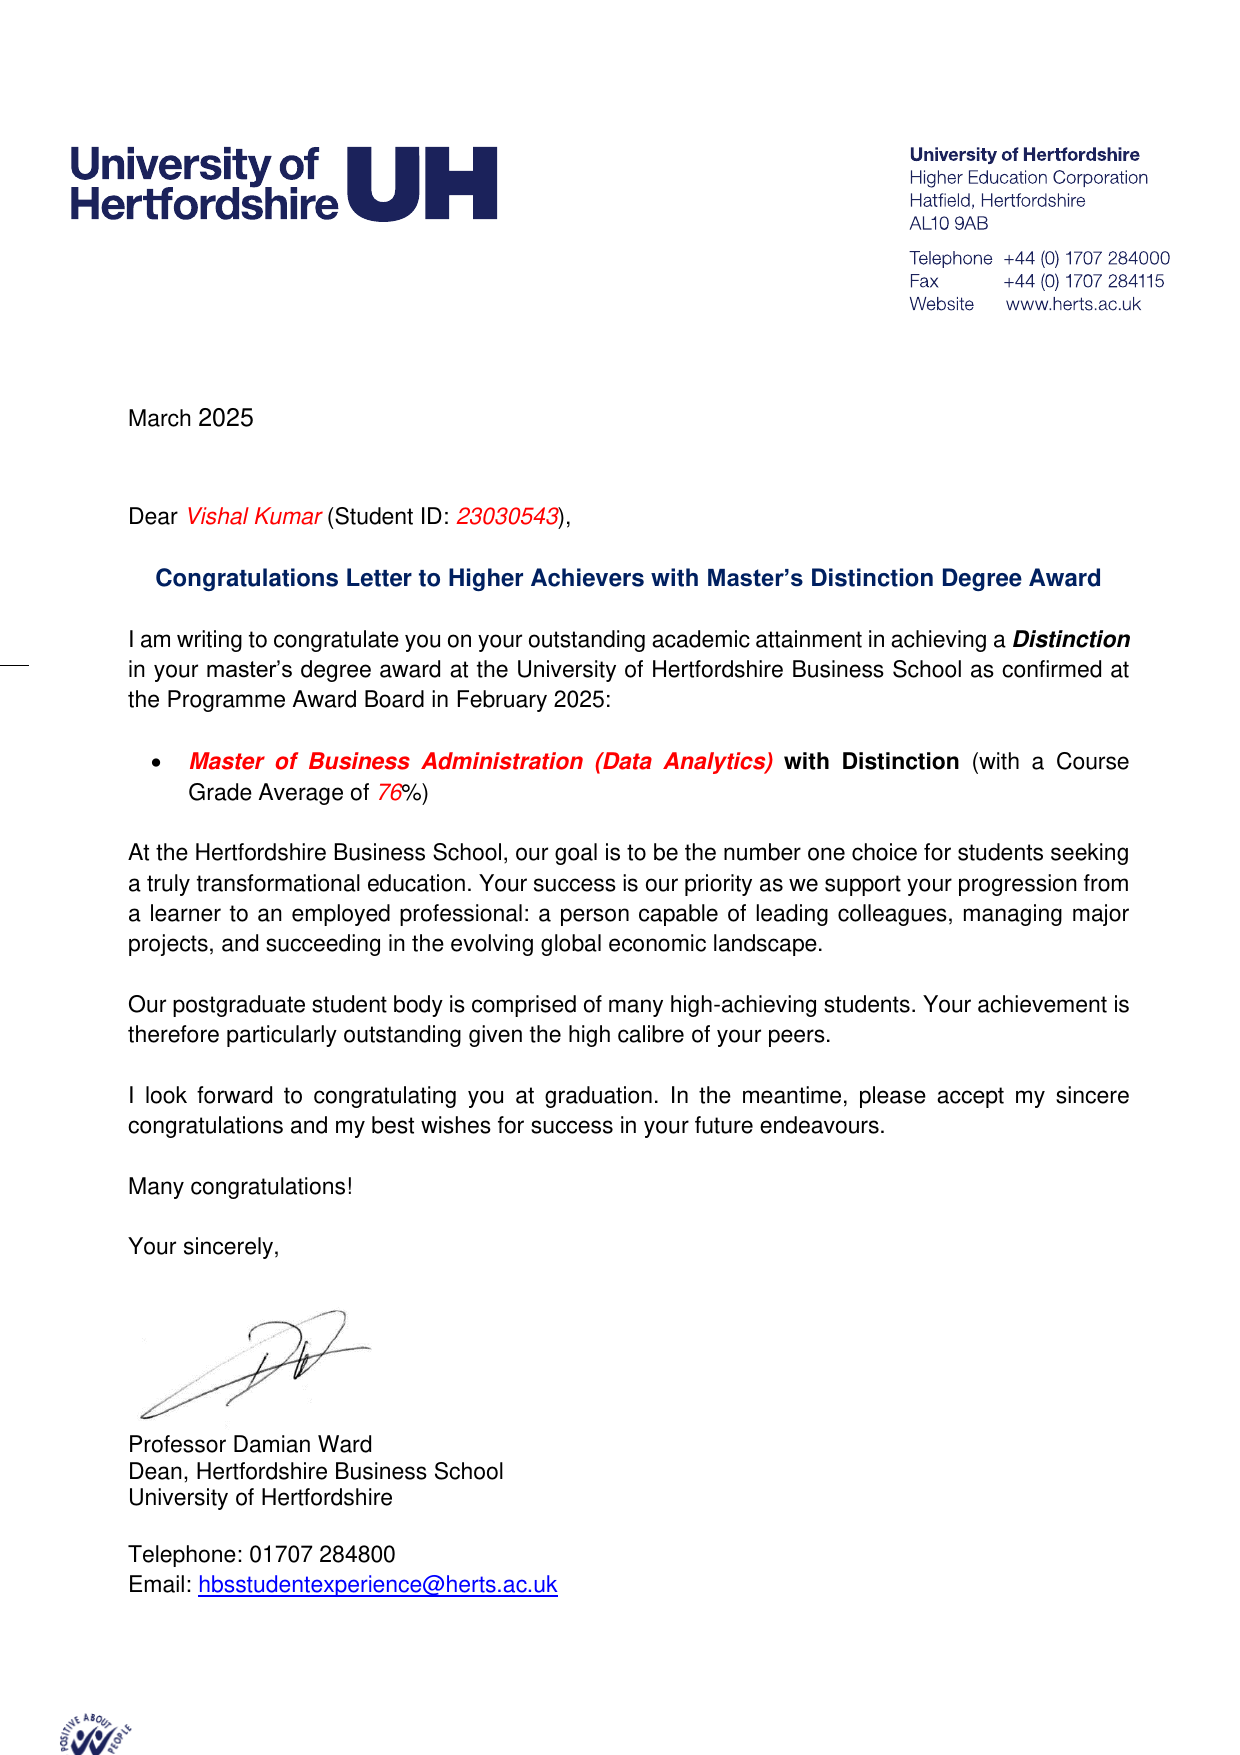 University of
Hertfordshire UH
University of Hertfordshire
Higher Education Corporation
Hatfield, Hertfordshire
AL10 9AB
Telephone +44 (0) 1707 284000
Fax +44 (0) 1707 284115
Website www.herts.ac.uk
March 2025
Dear Vishal Kumar (Student ID: 23030543),
Congratulations Letter to Higher Achievers with Master’s Distinction Degree Award
I am writing to congratulate you on your outstanding academic attainment in achieving a Distinction
in your master’s degree award at the University of Hertfordshire Business School as confirmed at
the Programme Award Board in February 2025:
• Master of Business Administration (Data Analytics) with Distinction (with a Course
Grade Average of 76%)
At the Hertfordshire Business School, our goal is to be the number one choice for students seeking
a truly transformational education. Your success is our priority as we support your progression from
a learner to an employed professional: a person capable of leading colleagues, managing major
projects, and succeeding in the evolving global economic landscape.
Our postgraduate student body is comprised of many high-achieving students. Your achievement is
therefore particularly outstanding given the high calibre of your peers.
I look forward to congratulating you at graduation. In the meantime, please accept my sincere
congratulations and my best wishes for success in your future endeavours.
Many congratulations!
Your sincerely,
Professor Damian Ward
Dean, Hertfordshire Business School
University of Hertfordshire
Telephone: 01707 284800
Email: hbsstudentexperience@herts.ac.uk
POSITIVE ABOUT PEOPLE